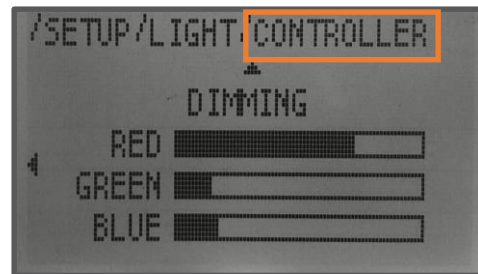 /SETUP/LIGHT/CONTROLLER
DIMMING
RED
GREEN
BLUE